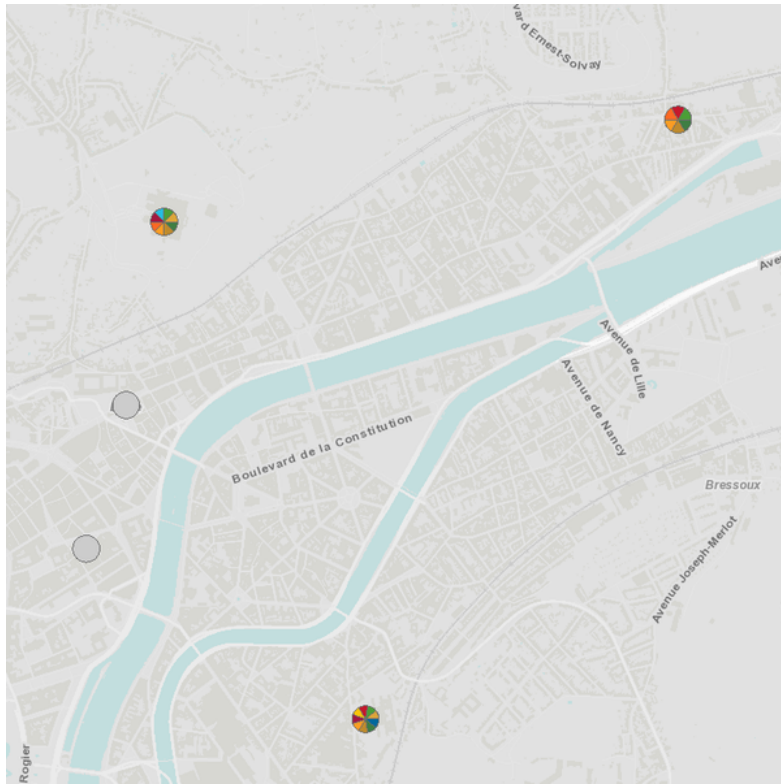 vard Ernest-Solvay
Ave
Avenue de Lille
Avenue de Nancy
Boulevard de la Constitution
Bressoux
Avenue Joseph-Merlot
Rogier